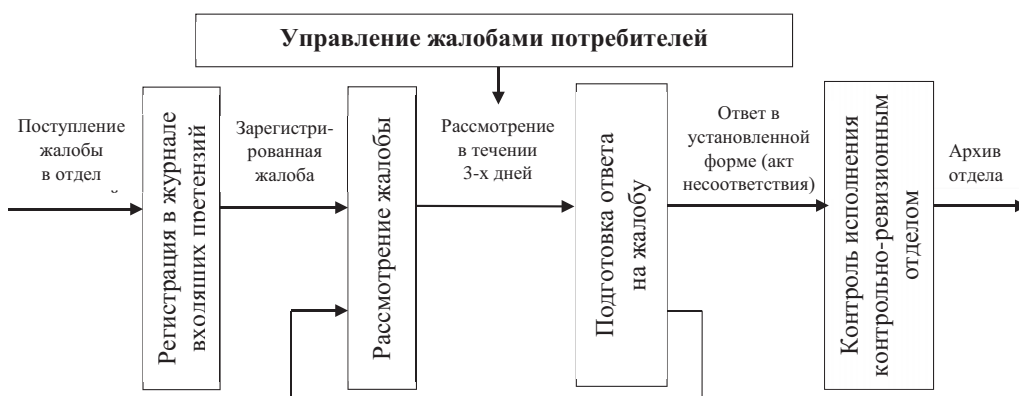 Управление жалобами потребителей
Поступление
жалобы
в отдел
Регистрация в журнале
входящих претензий
Зарегистри-
рованная
жалоба
Рассмотрение жалобы
Рассмотрение
в течении
3-х дней
Подготовка ответа
на жалобу
Ответ в
установленной
форме (акт
несоответствия)
Контроль исполнения
контрольно-ревизионным
отделом
Архив
отдела